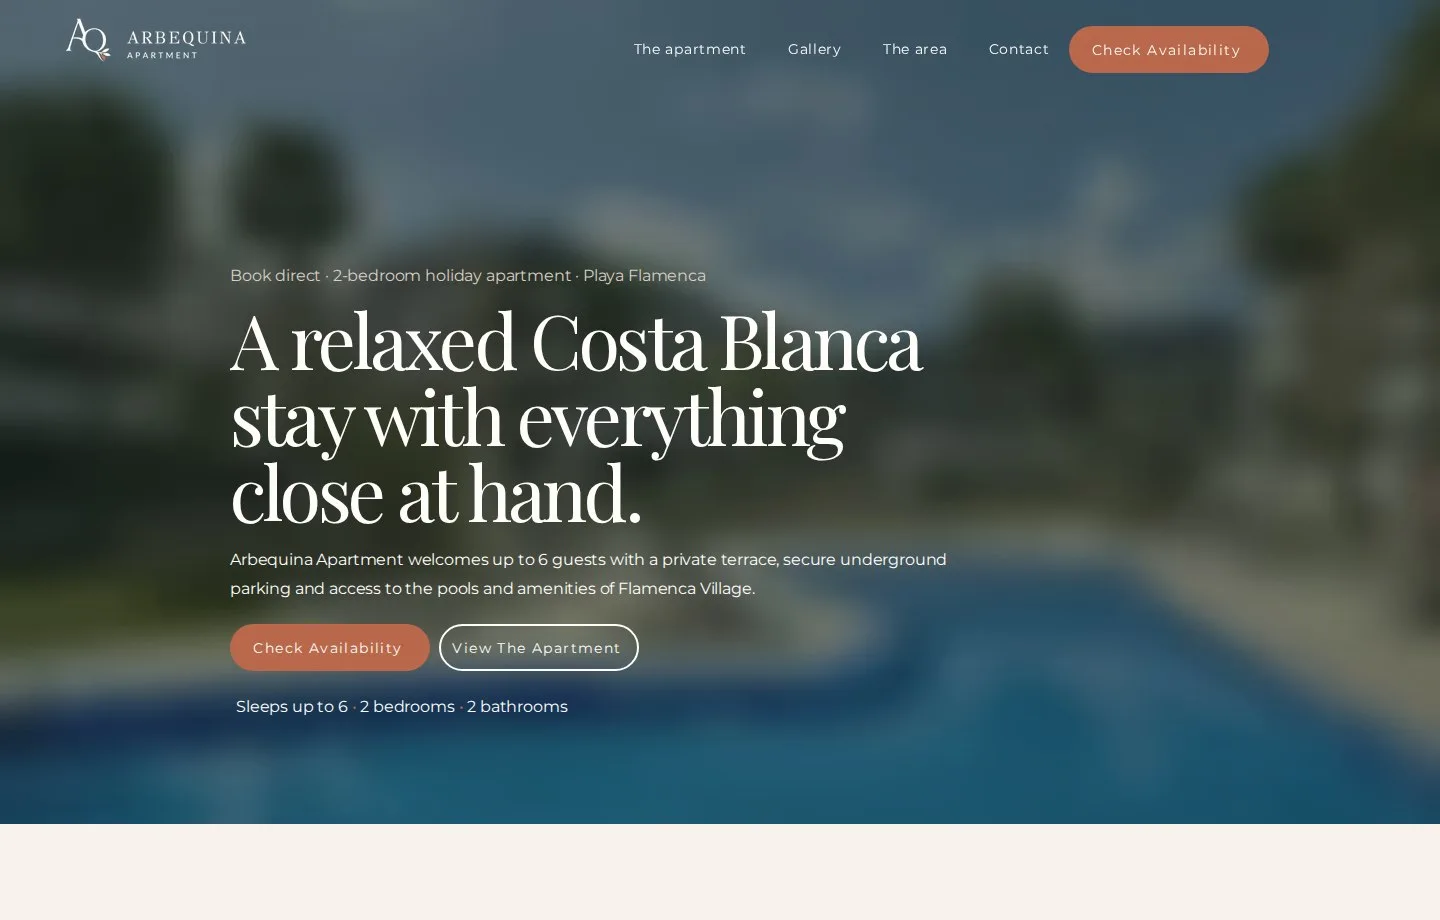 AQ ARBEQUINA
APARTMENT
The apartment Gallery The area Contact Check Availability
Book direct · 2-bedroom holiday apartment · Playa Flamenca
A relaxed Costa Blanca
stay with everything
close at hand.
Arbequina Apartment welcomes up to 6 guests with a private terrace, secure underground
parking and access to the pools and amenities of Flamenca Village.
Check Availability View The Apartment
Sleeps up to 6 · 2 bedrooms · 2 bathrooms